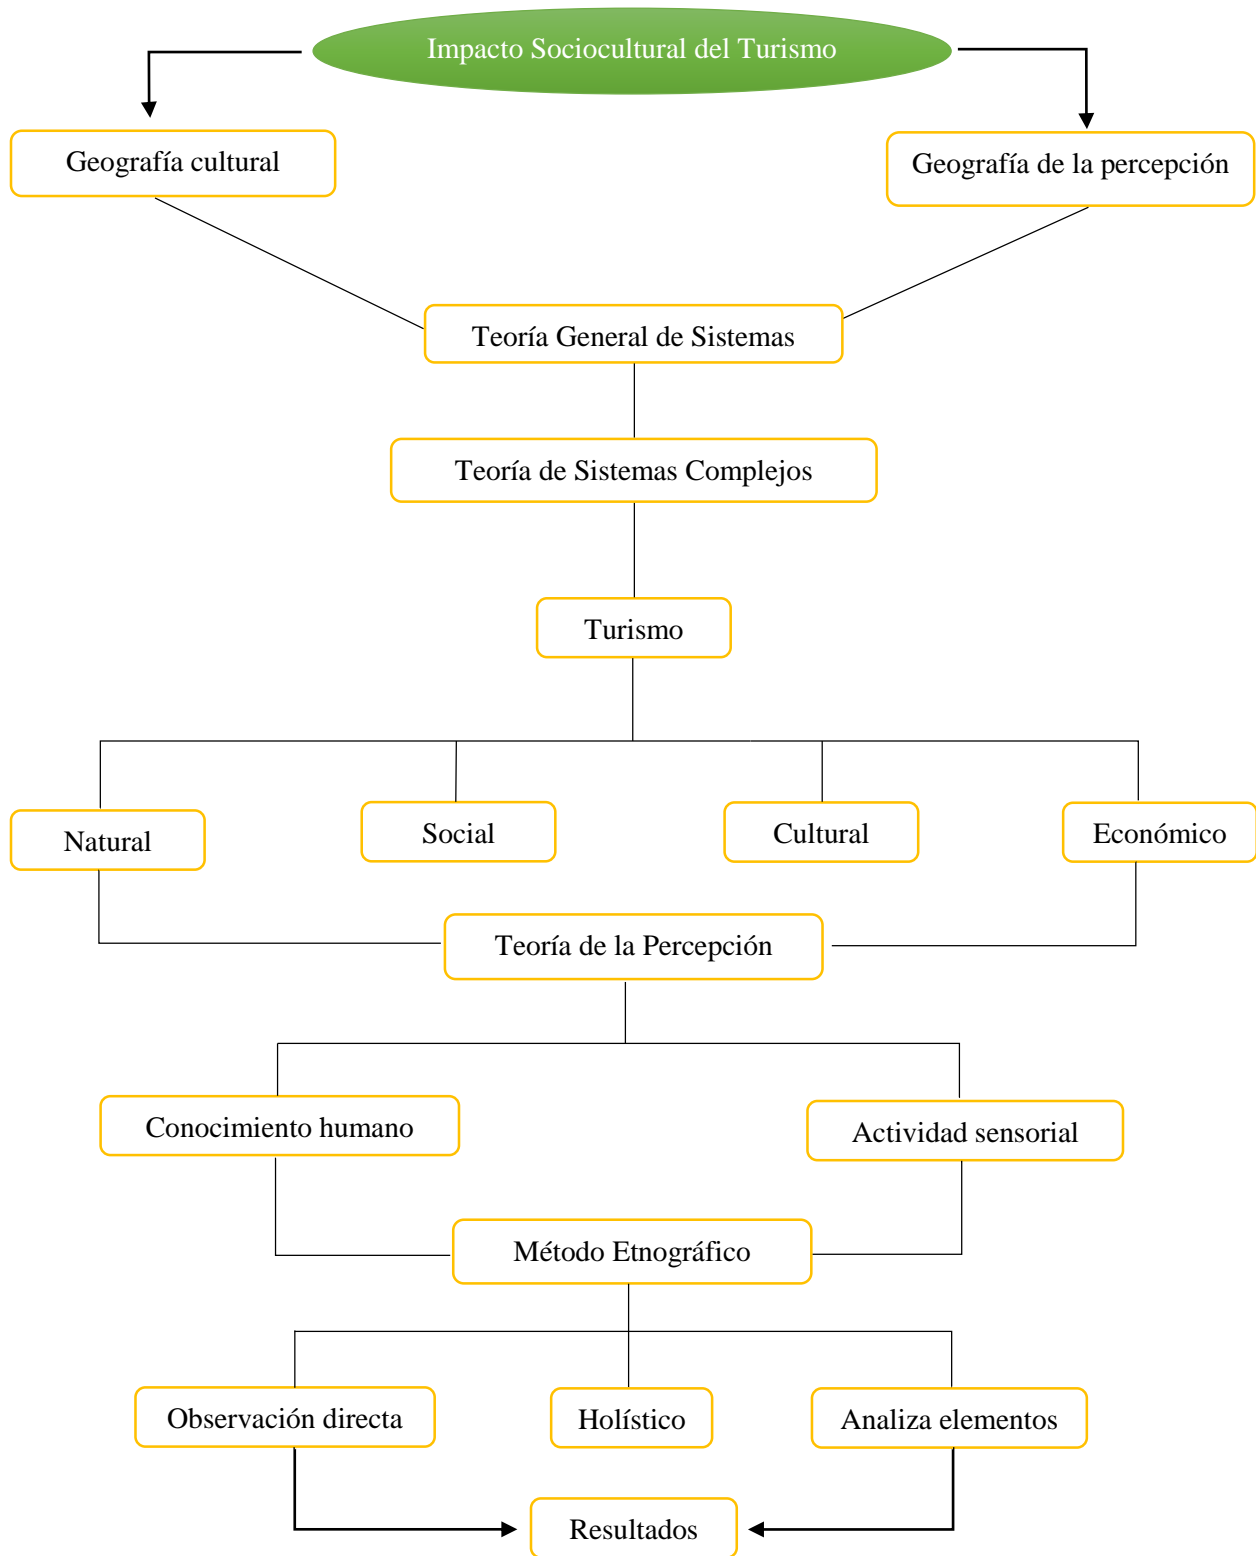 Impacto Sociocultural del Turismo
Geografía cultural
Geografía de la percepción
Teoría General de Sistemas
Teoría de Sistemas Complejos
Turismo
Natural
Social
Cultural
Económico
Teoría de la Percepción
Conocimiento humano
Actividad sensorial
Método Etnográfico
Observación directa
Holístico
Analiza elementos
Resultados